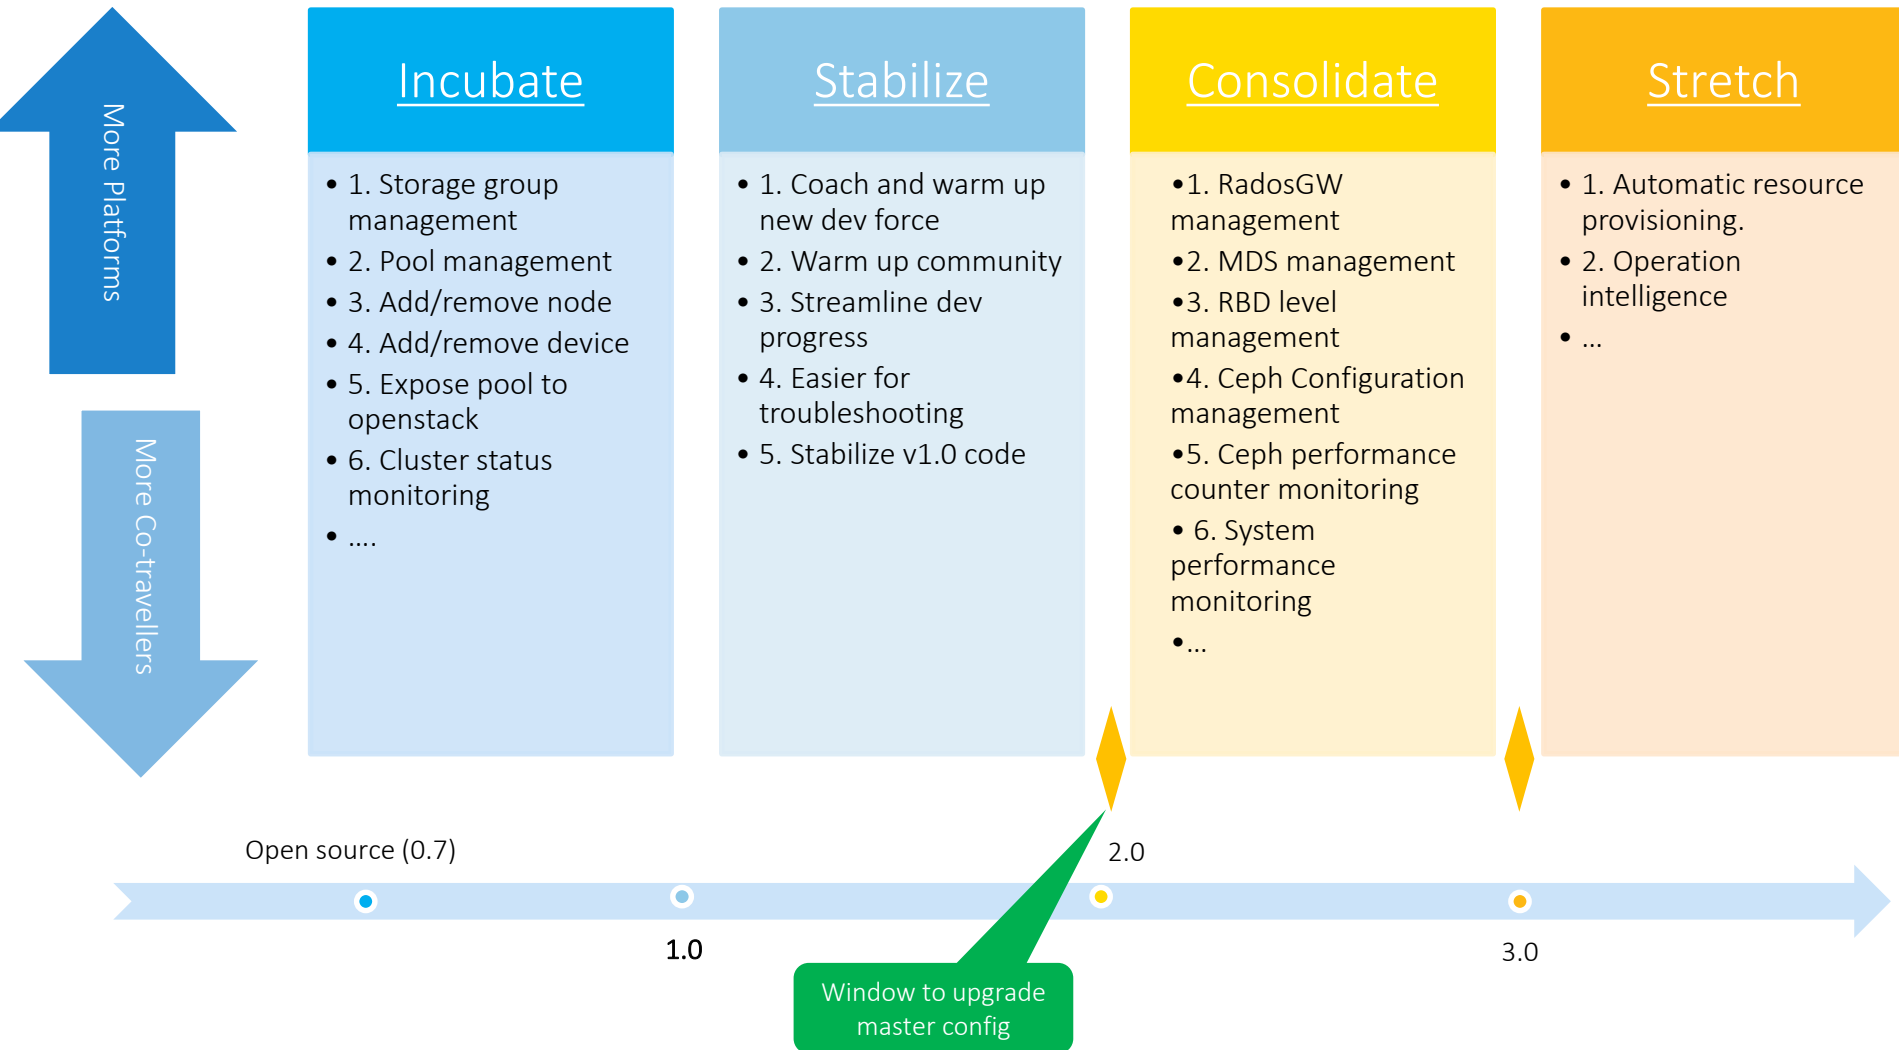 More Platforms
More Co-travellers
Incubate
• 1. Storage group
management
• 2. Pool management
• 3. Add/remove node
• 4. Add/remove device
• 5. Expose pool to
openstack
• 6. Cluster status
monitoring
• ....
Stabilize
• 1. Coach and warm up
new dev force
• 2. Warm up community
• 3. Streamline dev
progress
• 4. Easier for
troubleshooting
• 5. Stabilize v1.0 code
Consolidate
•1. RadosGW
management
•2. MDS management
•3. RBD level
management
•4. Ceph Configuration
management
•5. Ceph performance
counter monitoring
• 6. System
performance
monitoring
•...
Stretch
• 1. Automatic resource
provisioning.
• 2. Operation
intelligence
• ...
Open source (0.7)
1.0
2.0
3.0
Window to upgrade
master config